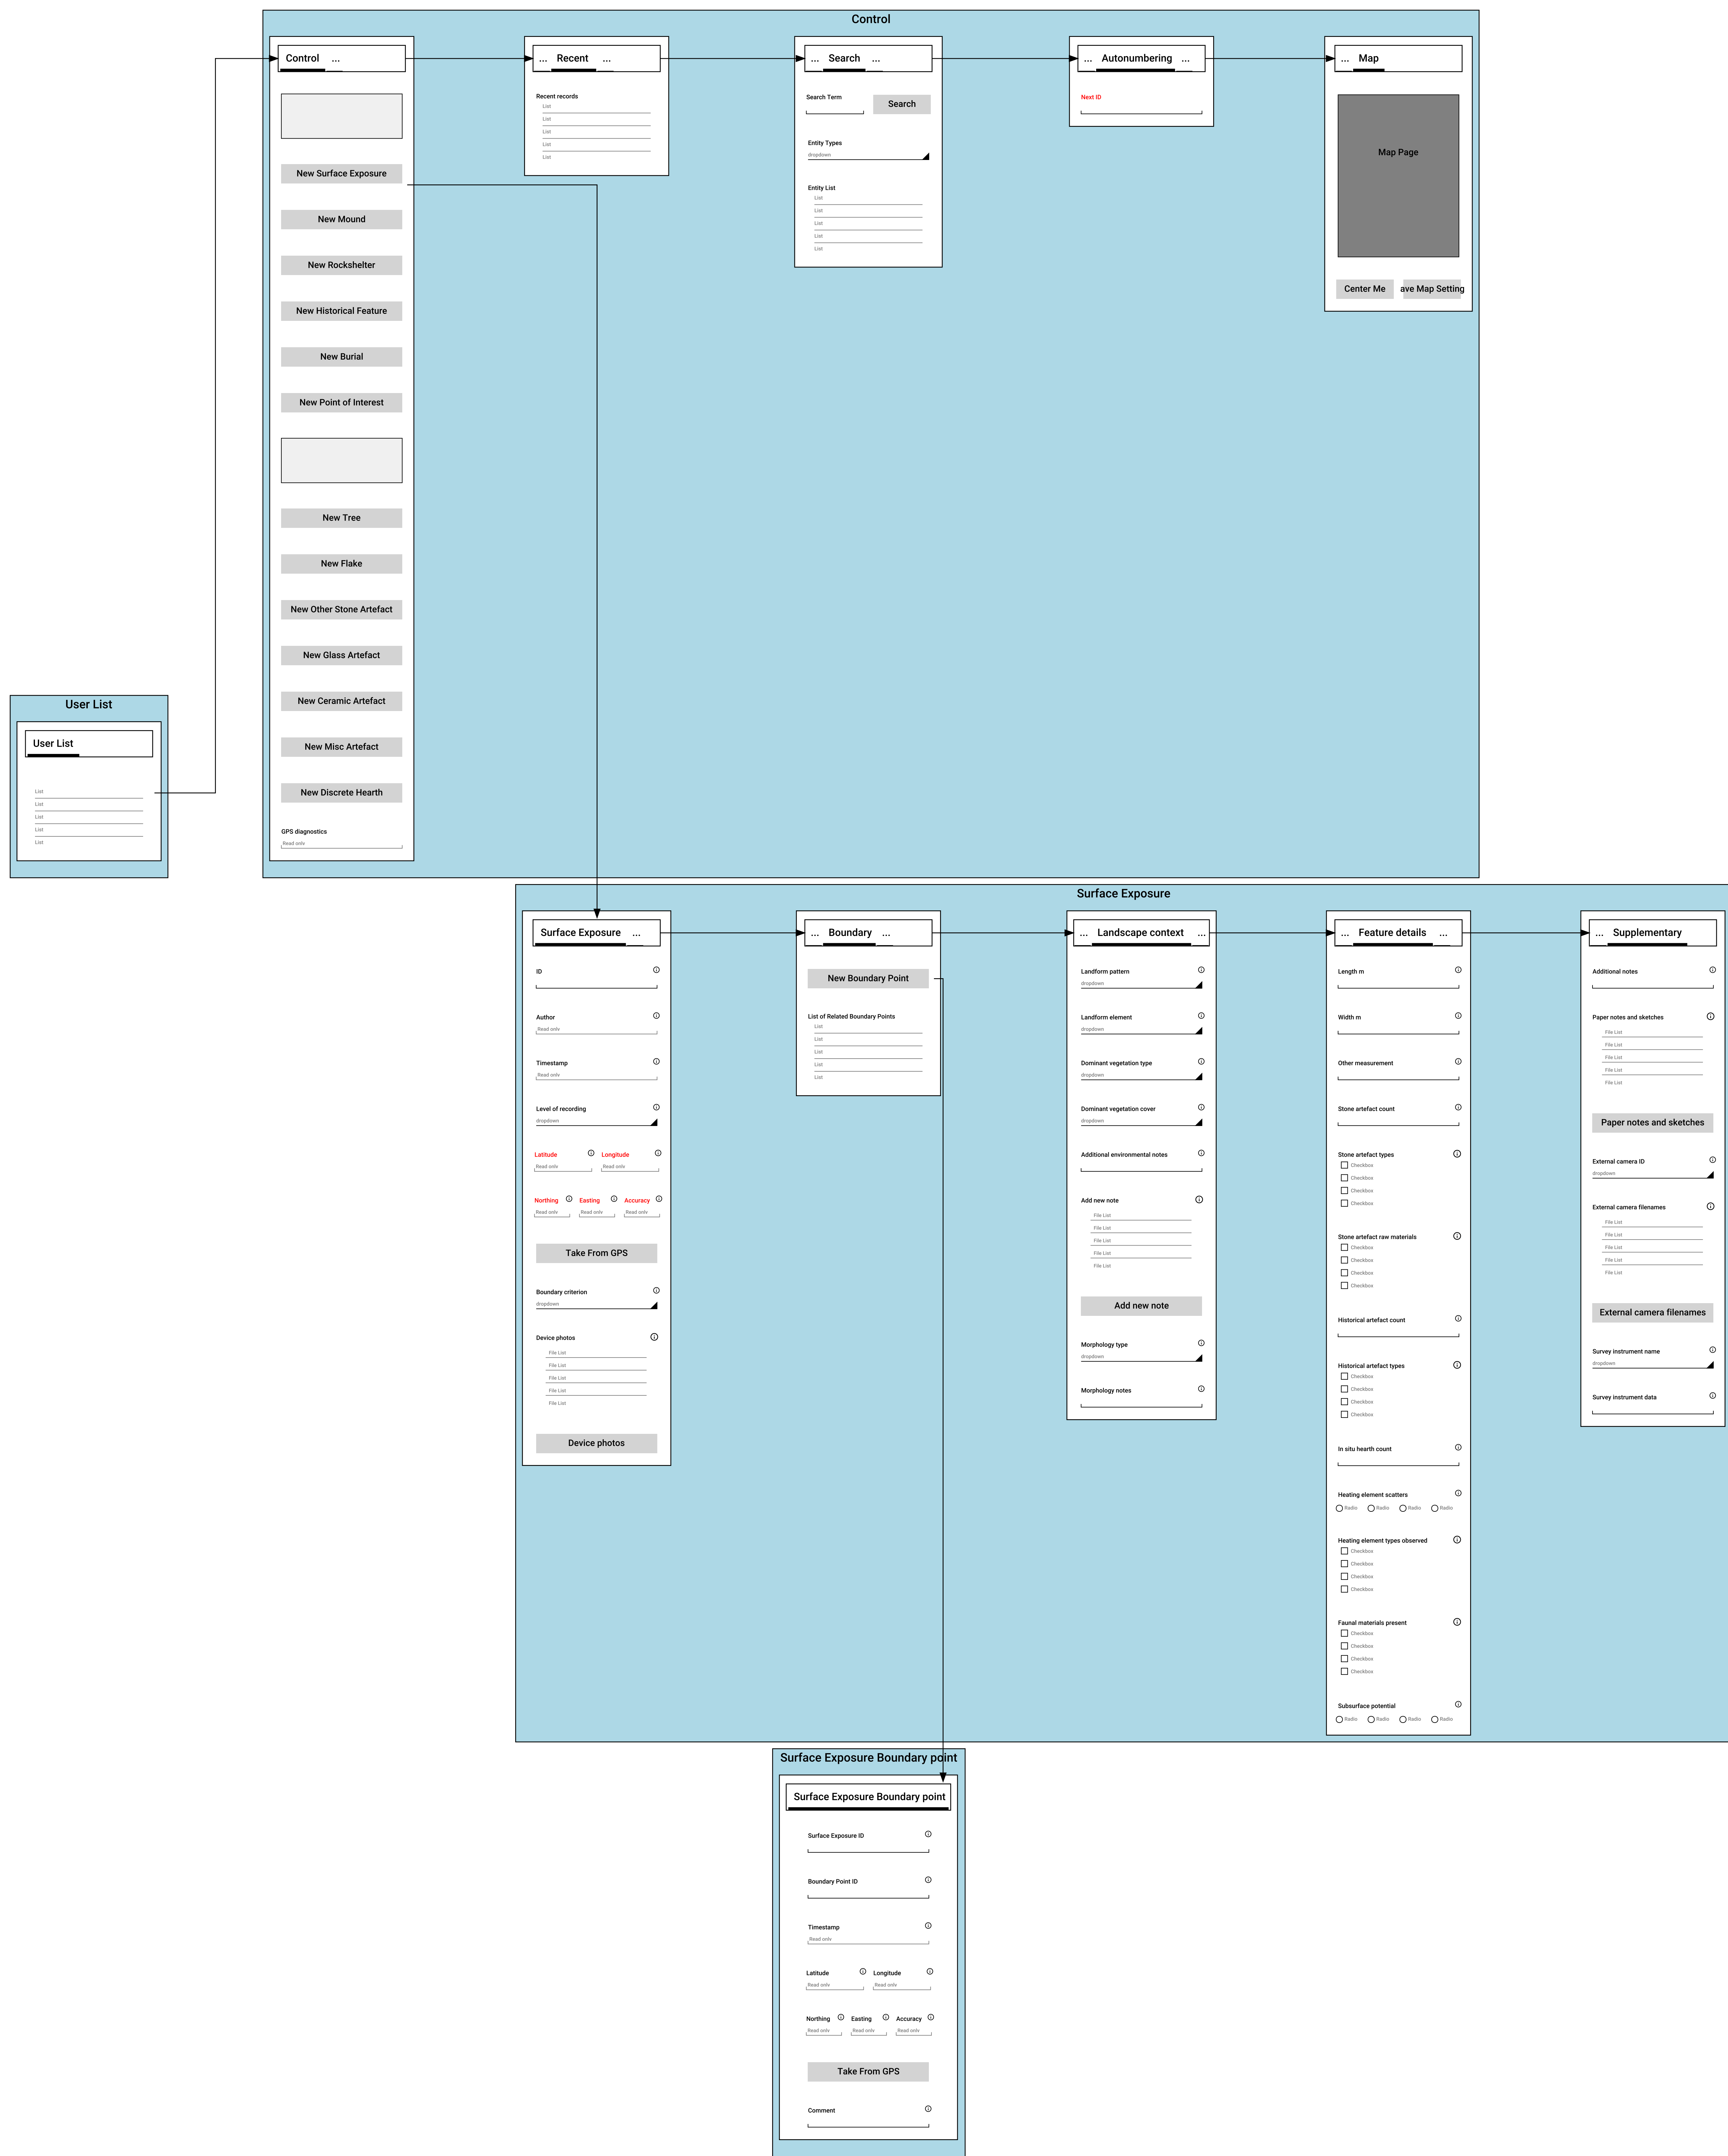 Control
Control ...
New Surface Exposure
New Mound
New Rockshelter
New Historical Feature
New Burial
New Point of Interest
New Tree
New Flake
New Other Stone Artefact
New Glass Artefact
New Ceramic Artefact
New Misc Artefact
New Discrete Hearth
GPS diagnostics
Read only
... Recent ...
Recent records
List
List
List
List
List
... Search ...
Search Term
Search
Entity Types
dropdown
Entity List
List
List
List
List
List
... Autonumbering ...
Next ID
... Map
Map Page
Center Me
ave Map Setting
User List
User List
List
List
List
List
List
Surface Exposure
Surface Exposure ...
ID
Author
Read only
Timestamp
Read only
Level of recording
dropdown
Latitude Longitude
Read only Read only
Northing Easting Accuracy
Read only Read only Read only
Take From GPS
Boundary criterion
dropdown
Device photos
File List
File List
File List
File List
File List
Device photos
... Boundary ...
New Boundary Point
List of Related Boundary Points
List
List
List
List
List
... Landscape context ...
Landform pattern
dropdown
Landform element
dropdown
Dominant vegetation type
dropdown
Dominant vegetation cover
dropdown
Additional environmental notes
Add new note
File List
File List
File List
File List
File List
Add new note
Morphology type
dropdown
Morphology notes
... Feature details ...
Length m
Width m
Other measurement
Stone artefact count
Stone artefact types
Checkbox
Checkbox
Checkbox
Checkbox
Stone artefact raw materials
Checkbox
Checkbox
Checkbox
Checkbox
Historical artefact count
Historical artefact types
Checkbox
Checkbox
Checkbox
Checkbox
In situ hearth count
Heating element scatters
Radio Radio Radio Radio
Heating element types observed
Checkbox
Checkbox
Checkbox
Checkbox
Faunal materials present
Checkbox
Checkbox
Checkbox
Checkbox
Subsurface potential
Radio Radio Radio Radio
... Supplementary
Additional notes
Paper notes and sketches
File List
File List
File List
File List
File List
Paper notes and sketches
External camera ID
dropdown
External camera filenames
File List
File List
File List
File List
File List
External camera filenames
Survey instrument name
dropdown
Survey instrument data
Surface Exposure Boundary point
Surface Exposure Boundary point
Surface Exposure ID
Boundary Point ID
Timestamp
Read only
Latitude Longitude
Read only Read only
Northing Easting Accuracy
Read only Read only Read only
Take From GPS
Comment